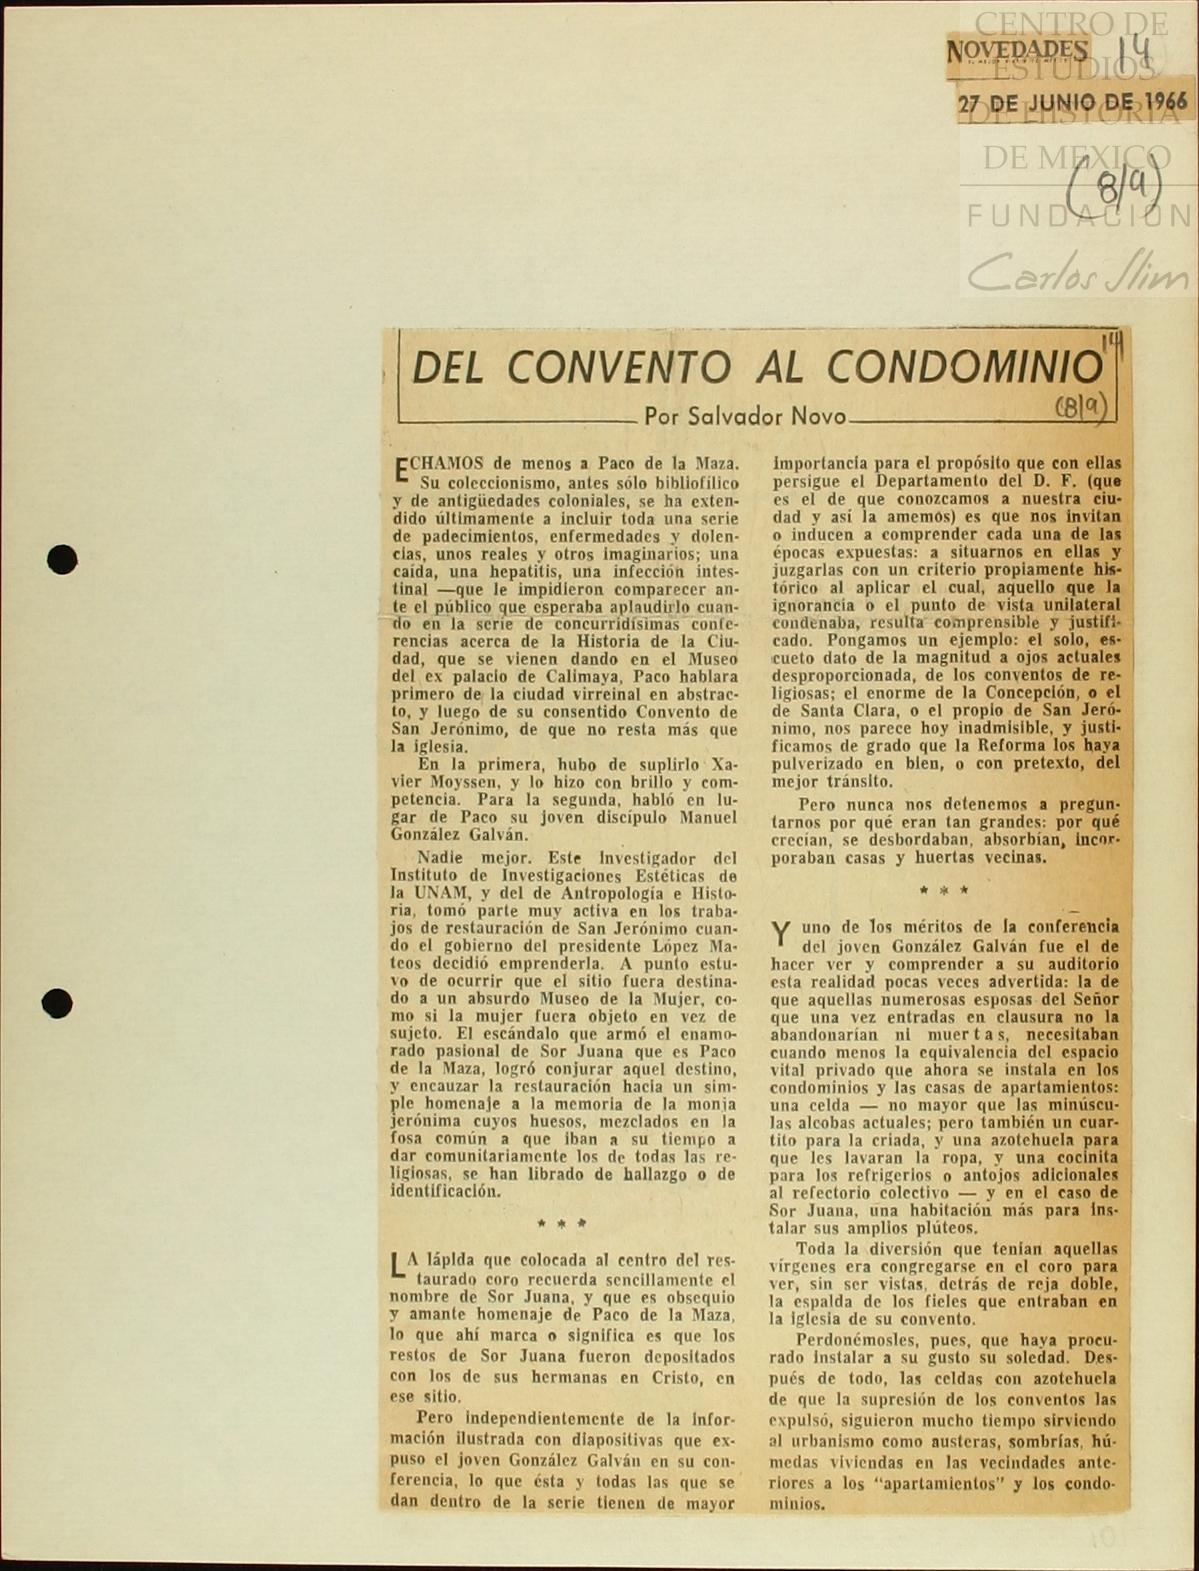 CENTRO DE
ESTUDIOS
DE HISTORIA
DE MEXICO
FUNDACIÓN
Carlos Slim
NOVEDADES
14
27 DE JUNIO DE 1966
(8/9)
14
DEL CONVENTO AL CONDOMINIO
Por Salvador Novo
(8/9)
ECHAMOS de menos a Paco de la Maza.
Su coleccionismo, antes sólo bibliofílico
y de antigüedades coloniales, se ha exten-
dido últimamente a incluir toda una serie
de padecimientos, enfermedades y dolen-
cias, unos reales y otros imaginarios; una
caída, una hepatitis, una infección intes-
tinal —que le impidieron comparecer an-
te el público que esperaba aplaudirlo cuan-
do en la serie de concurridísimas confe-
rencias acerca de la Historia de la Ciu-
dad, que se vienen dando en el Museo
del ex palacio de Calimaya, Paco hablara
primero de la ciudad virreinal en abstrac-
to, y luego de su consentido Convento de
San Jerónimo, de que no resta más que
la iglesia.
En la primera, hubo de suplirlo Xa-
vier Moyssen, y lo hizo con brillo y com-
petencia. Para la segunda, habló en lu-
gar de Paco su joven discípulo Manuel
González Galván.
Nadie mejor. Este Investigador del
Instituto de Investigaciones Estéticas de
la UNAM, y del de Antropología e Histo-
ria, tomó parte muy activa en los traba-
jos de restauración de San Jerónimo cuan-
do el gobierno del presidente López Ma-
teos decidió emprenderla. A punto estu-
vo de ocurrir que el sitio fuera destina-
do a un absurdo Museo de la Mujer, co-
mo si la mujer fuera objeto en vez de
sujeto. El escándalo que armó el enamo-
rado pasional de Sor Juana que es Paco
de la Maza, logró conjurar aquel destino,
y encauzar la restauración hacia un sim-
ple homenaje a la memoria de la monja
jerónima cuyos huesos, mezclados en la
fosa común a que iban a su tiempo a
dar comunitariamente los de todas las re-
ligiosas, se han librado de hallazgo o de
identificación.
* * *
LA lápida que colocada al centro del res-
taurado coro recuerda sencillamente el
nombre de Sor Juana, y que es obsequio
y amante homenaje de Paco de la Maza,
lo que ahí marca o significa es que los
restos de Sor Juana fueron depositados
con los de sus hermanas en Cristo, en
ese sitio.
Pero independientemente de la infor-
mación ilustrada con diapositivas que ex-
puso el joven González Galván en su con-
ferencia, lo que ésta y todas las que se
dan dentro de la serie tienen de mayor
importancia para el propósito que con ellas
persigue el Departamento del D. F. (que
es el de que conozcamos a nuestra ciu-
dad y así la amemos) es que nos invitan
o inducen a comprender cada una de las
épocas expuestas: a situarnos en ellas y
juzgarlas con un criterio propiamente his-
tórico al aplicar el cual, aquello que la
ignorancia o el punto de vista unilateral
condenaba, resulta comprensible y justifi-
cado. Pongamos un ejemplo: el solo, es-
cueto dato de la magnitud a ojos actuales
desproporcionada, de los conventos de re-
ligiosas; el enorme de la Concepción, o el
de Santa Clara, o el propio de San Jeró-
nimo, nos parece hoy inadmisible, y justi-
ficamos de grado que la Reforma los haya
pulverizado en bien, o con pretexto, del
mejor tránsito.
Pero nunca nos detenemos a pregun-
tarnos por qué eran tan grandes: por qué
crecían, se desbordaban, absorbían, incor-
poraban casas y huertas vecinas.
* * *
Y uno de los méritos de la conferencia
del joven González Galván fue el de
hacer ver y comprender a su auditorio
esta realidad pocas veces advertida: la de
que aquellas numerosas esposas del Señor
que una vez entradas en clausura no la
abandonarían ni muertas, necesitaban
cuando menos la equivalencia del espacio
vital privado que ahora se instala en los
condominios y las casas de apartamientos:
una celda — no mayor que las minúscu-
las alcobas actuales; pero también un cuar-
tito para la criada, y una azotehuela para
que les lavaran la ropa, y una cocinita
para los refrigerios o antojos adicionales
al refectorio colectivo — y en el caso de
Sor Juana, una habitación más para ins-
talar sus amplios plúteos.
Toda la diversión que tenían aquellas
vírgenes era congregarse en el coro para
ver, sin ser vistas, detrás de reja doble,
la espalda de los fieles que entraban en
la iglesia de su convento.
Perdonémosles, pues, que haya procu-
rado instalar a su gusto su soledad. Des-
pués de todo, las celdas con azotehuela
de que la supresión de los conventos las
expulsó, siguieron mucho tiempo sirviendo
al urbanismo como austeras, sombrías, hú-
medas viviendas en las vecindades ante-
riores a los "apartamientos" y los condo-
minios.